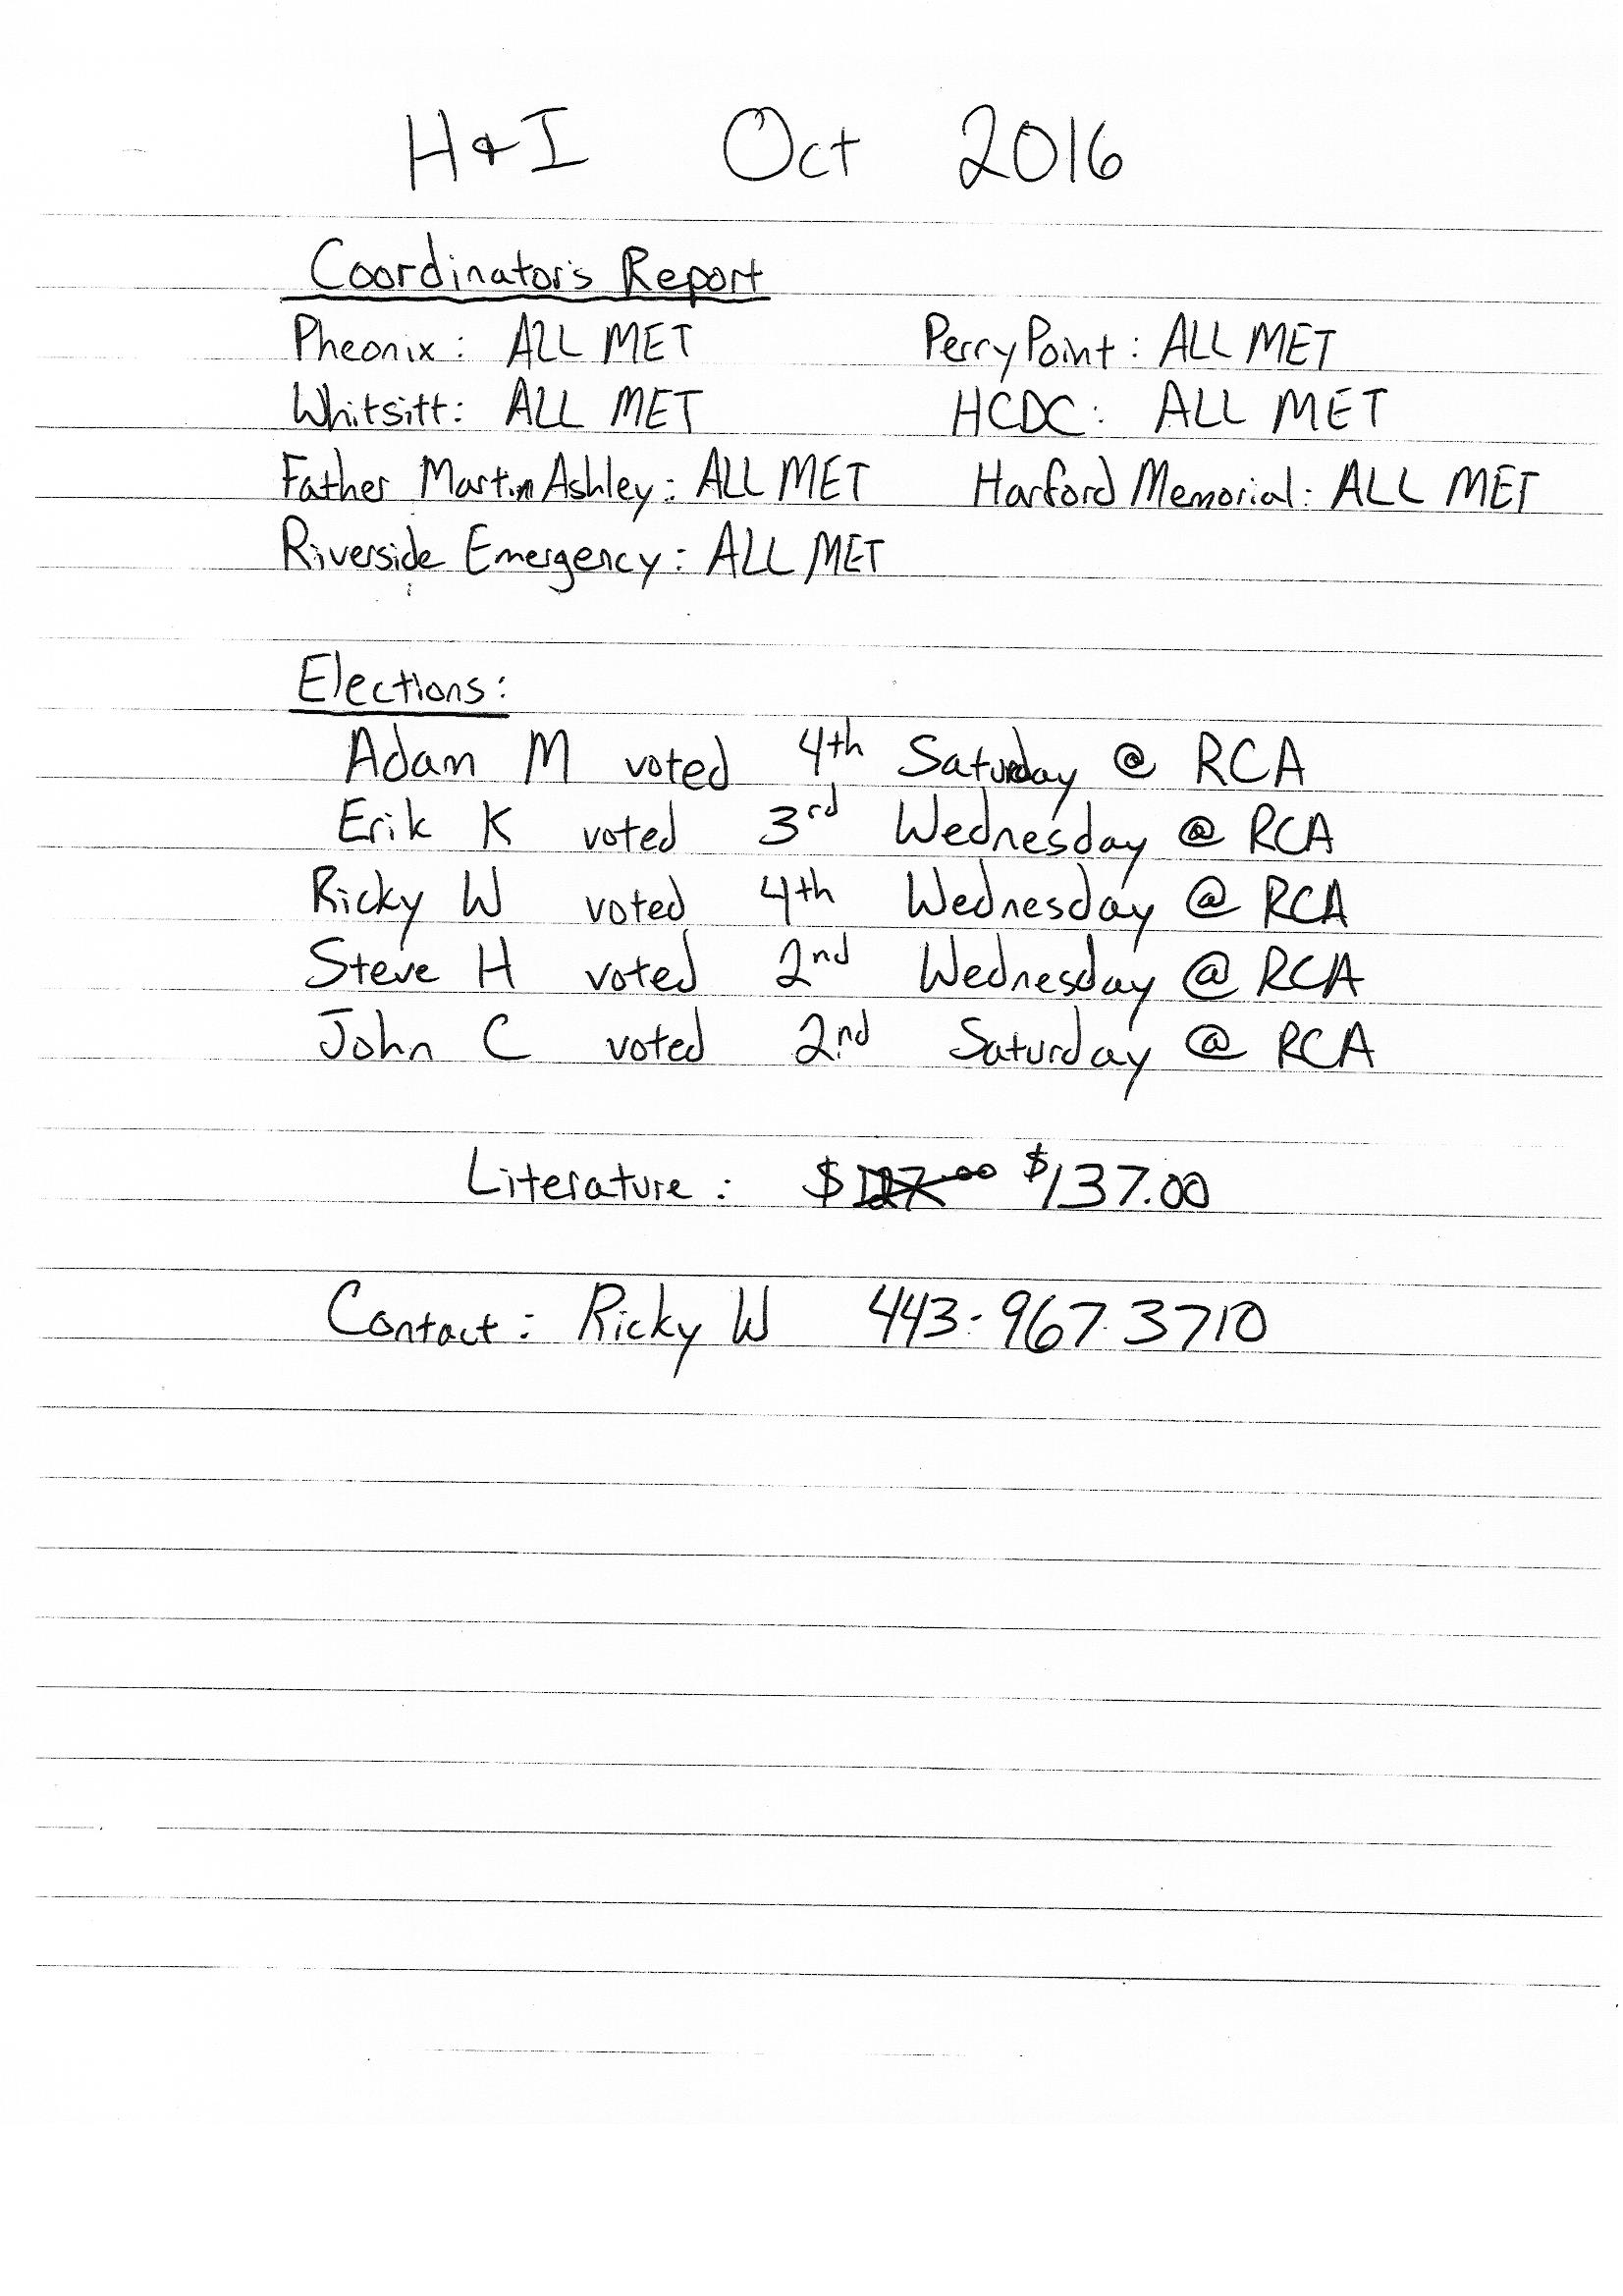 H & I Oct 2016
Coordinator's Report
Pheonix: ALL MET Perry Point: ALL MET
Whitsitt: ALL MET HCDC: ALL MET
Father Martin Ashley: ALL MET Harford Memorial: ALL MET
Riverside Emergency: ALL MET
Elections:
Adam M voted 4th Saturday @ RCA
Erik K voted 3rd Wednesday @ RCA
Ricky W voted 4th Wednesday @ RCA
Steve H voted 2nd Wednesday @ RCA
John C voted 2nd Saturday @ RCA
Literature: $137.00
Contact: Ricky W 443-967-3710